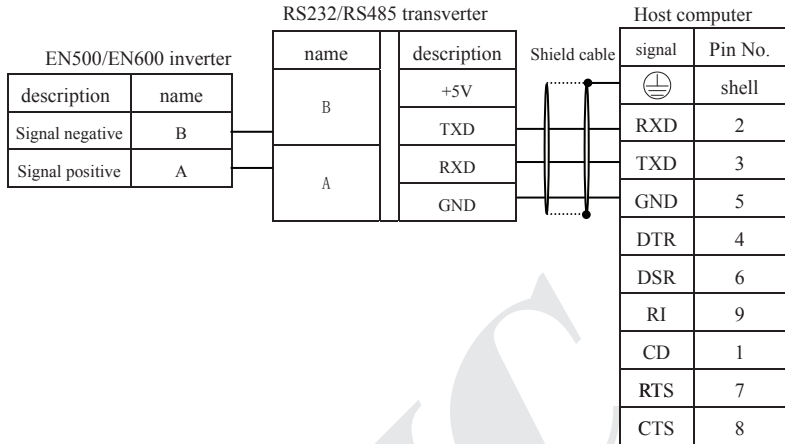 RS232/RS485 transverter
Host computer
EN500/EN600 inverter
description name
Signal negative B
Signal positive A
name description
B
A
+5V
TXD
RXD
GND
Shield cable
signal Pin No.
shell
RXD 2
TXD 3
GND 5
DTR 4
DSR 6
RI 9
CD 1
RTS 7
CTS 8